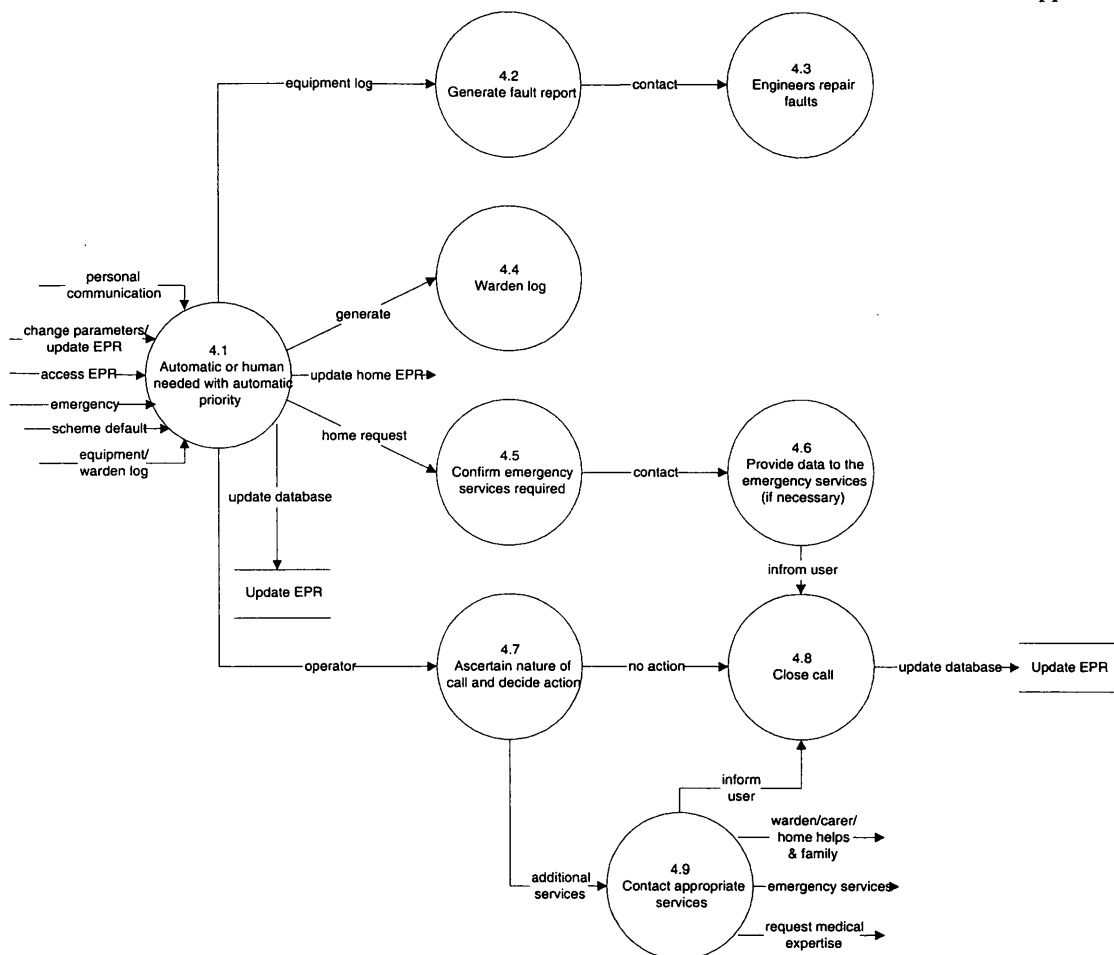 equipment log
4.2
Generate fault report
contact
4.3
Engineers repair
faults
personal
communication
change parameters/
update EPR
access EPR
emergency
scheme default
equipment/
warden log
4.1
Automatic or human
needed with automatic
priority
generate
4.4
Warden log
update home EPR
home request
4.5
Confirm emergency
services required
contact
4.6
Provide data to the
emergency services
(if necessary)
update database
Update EPR
infrom user
operator
4.7
Ascertain nature of
call and decide action
no action
4.8
Close call
update database
Update EPR
inform
user
additional
services
4.9
Contact appropriate
services
warden/carer/
home helps
& family
emergency services
request medical
expertise